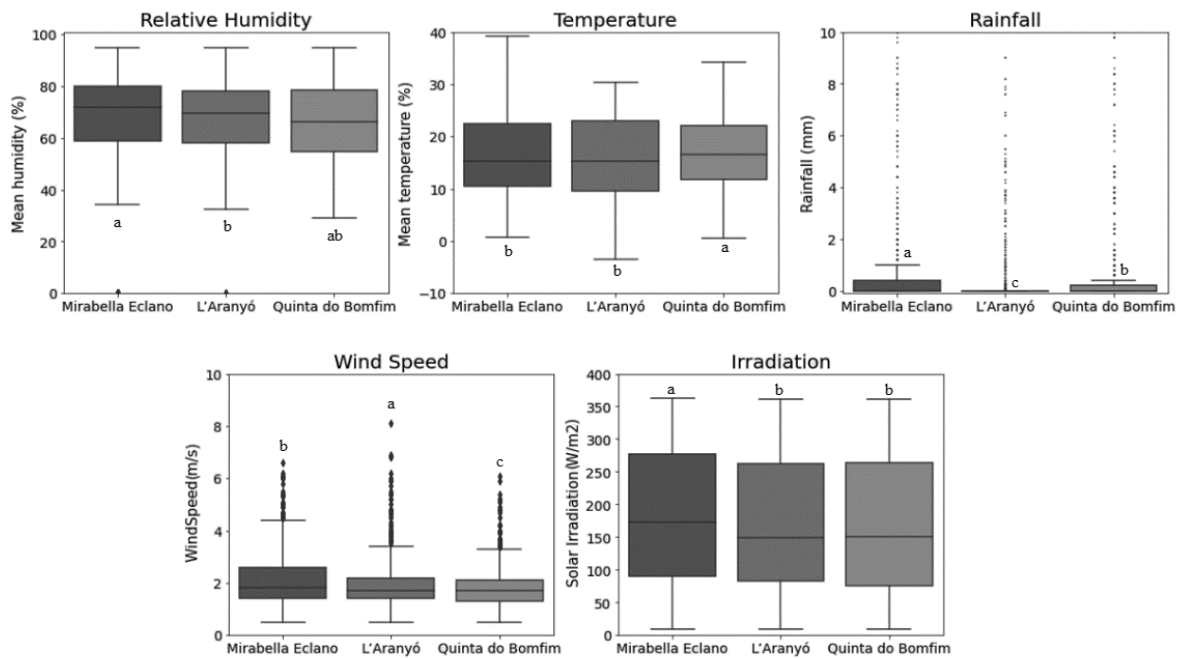 Relative Humidity
Mean humidity (%)
100
80
60
40
20
0
a
b
ab
Mirabella Eclano
L'Aranyó
Quinta do Bomfim
Temperature
Mean temperature (%)
40
30
20
10
0
−10
b
b
a
Mirabella Eclano
L'Aranyó
Quinta do Bomfim
Rainfall
Rainfall (mm)
10
8
6
4
2
0
a
c
b
Mirabella Eclano
L'Aranyó
Quinta do Bomfim
Wind Speed
WindSpeed(m/s)
10
8
6
4
2
0
b
a
c
Mirabella Eclano
L'Aranyó
Quinta do Bomfim
Irradiation
Solar Irradiation(W/m2)
400
350
300
250
200
150
100
50
0
a
b
b
Mirabella Eclano
L'Aranyó
Quinta do Bomfim